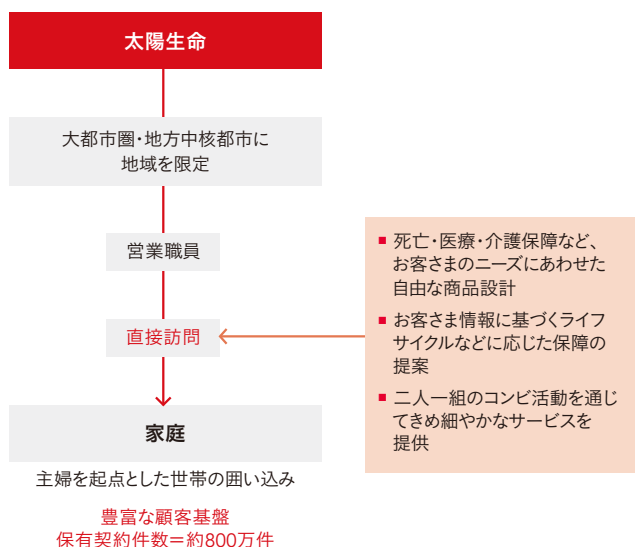 太陽生命
大都市圏・地方中核都市に
地域を限定
営業職員
直接訪問
家庭
主婦を起点とした世帯の囲い込み
豊富な顧客基盤
保有契約件数＝約800万件
■ 死亡・医療・介護保障など、
お客さまのニーズにあわせた
自由な商品設計
■ お客さま情報に基づくライフ
サイクルなどに応じた保障の
提案
■ 二人一組のコンビ活動を通じ
てきめ細やかなサービスを
提供